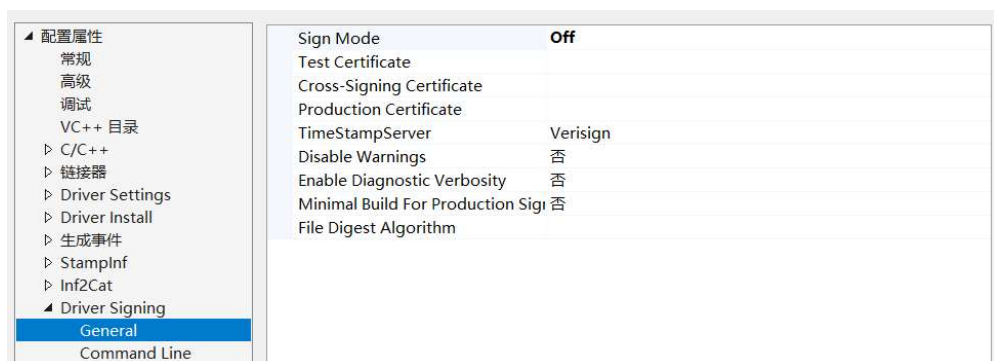 配置属性
常规
高级
调试
VC++ 目录
C/C++
链接器
Driver Settings
Driver Install
生成事件
StampInf
Inf2Cat
Driver Signing
General
Command Line
Sign Mode Off
Test Certificate
Cross-Signing Certificate
Production Certificate
TimeStampServer Verisign
Disable Warnings 否
Enable Diagnostic Verbosity 否
Minimal Build For Production Sig 否
File Digest Algorithm